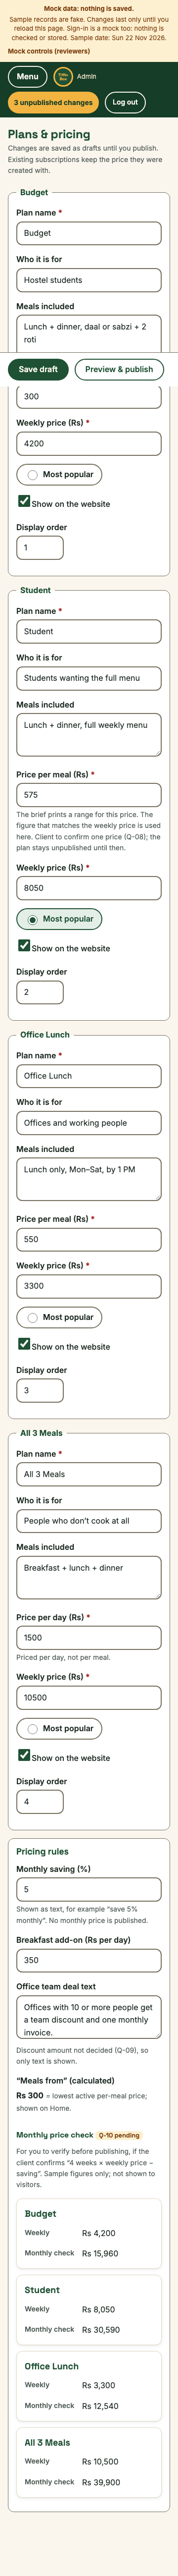 Mock data: nothing is saved.
Sample records are fake. Changes last only until you
reload this page. Sign-in is a mock too: nothing is
checked or stored. Sample date: Sun 22 Nov 2026.
Mock controls (reviewers)
Menu
Tiffin
Box
Admin
3 unpublished changes
Log out
Plans & pricing
Changes are saved as drafts until you publish.
Existing subscriptions keep the price they were
created with.
Budget
Plan name *
Budget
Who it is for
Hostel students
Meals included
Lunch + dinner, daal or sabzi + 2
roti
Save draft
Preview & publish
300
Weekly price (Rs) *
4200
Most popular
Show on the website
Display order
1
Student
Plan name *
Student
Who it is for
Students wanting the full menu
Meals included
Lunch + dinner, full weekly menu
Price per meal (Rs) *
575
The brief prints a range for this price. The
figure that matches the weekly price is used
here. Client to confirm one price (Q-08); the
plan stays unpublished until then.
Weekly price (Rs) *
8050
Most popular
Show on the website
Display order
2
Office Lunch
Plan name *
Office Lunch
Who it is for
Offices and working people
Meals included
Lunch only, Mon–Sat, by 1 PM
Price per meal (Rs) *
550
Weekly price (Rs) *
3300
Most popular
Show on the website
Display order
3
All 3 Meals
Plan name *
All 3 Meals
Who it is for
People who don't cook at all
Meals included
Breakfast + lunch + dinner
Price per day (Rs) *
1500
Priced per day, not per meal.
Weekly price (Rs) *
10500
Most popular
Show on the website
Display order
4
Pricing rules
Monthly saving (%)
5
Shown as text, for example "save 5%
monthly". No monthly price is published.
Breakfast add-on (Rs per day)
350
Office team deal text
Offices with 10 or more people get
a team discount and one monthly
invoice.
Discount amount not decided (Q-09), so
only text is shown.
"Meals from" (calculated)
Rs 300 = lowest active per-meal price;
shown on Home.
Monthly price check Q-10 pending
For you to verify before publishing, if the
client confirms "4 weeks × weekly price −
saving". Sample figures only; not shown to
visitors.
Budget
Weekly Rs 4,200
Monthly check Rs 15,960
Student
Weekly Rs 8,050
Monthly check Rs 30,590
Office Lunch
Weekly Rs 3,300
Monthly check Rs 12,540
All 3 Meals
Weekly Rs 10,500
Monthly check Rs 39,900